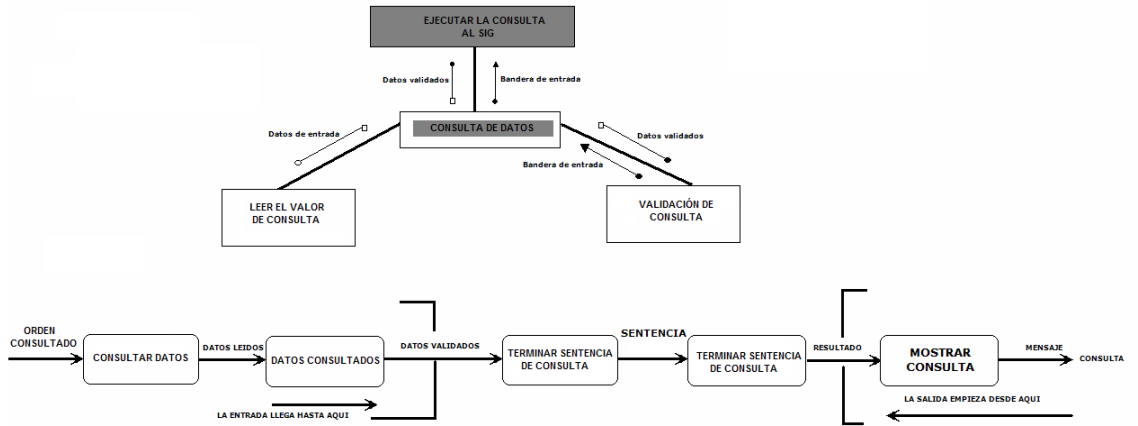 EJECUTAR LA CONSULTA
AL SIG
Datos validados
Bandera de entrada
Datos de entrada
CONSULTA DE DATOS
Datos validados
Bandera de entrada
LEER EL VALOR
DE CONSULTA
VALIDACIÓN DE
CONSULTA
ORDEN
CONSULTADO
CONSULTAR DATOS
DATOS LEIDOS
DATOS CONSULTADOS
DATOS VALIDADOS
TERMINAR SENTENCIA
DE CONSULTA
SENTENCIA
TERMINAR SENTENCIA
DE CONSULTA
RESULTADO
MOSTRAR
CONSULTA
MENSAJE
CONSULTA
LA ENTRADA LLEGA HASTA AQUI
LA SALIDA EMPIEZA DESDE AQUI